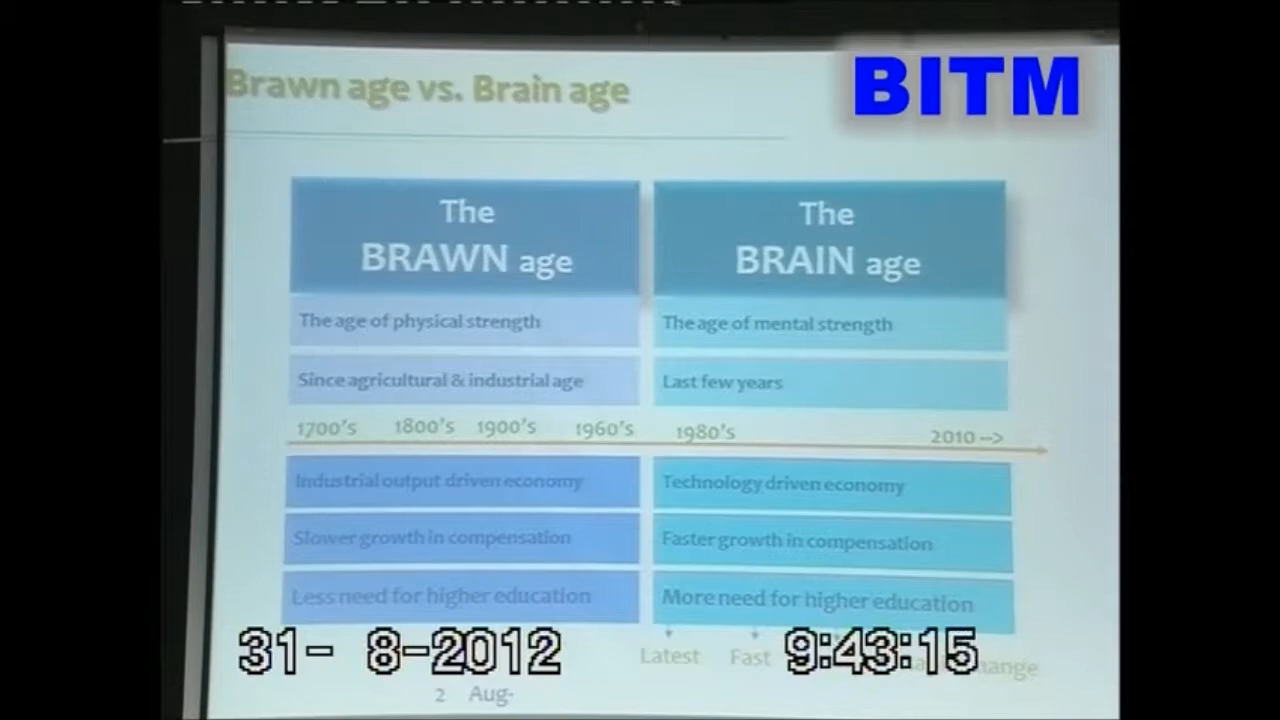 Brawn age vs. Brain age
BITM
The
BRAWN age
The
BRAIN age
The age of physical strength
The age of mental strength
Since agricultural & industrial age
Last few years
1700's 1800's 1900's 1960's 1980's 2010 -->
Industrial output driven economy
Technology driven economy
Slower growth in compensation
Faster growth in compensation
Less need for higher education
More need for higher education
31- 8-2012 9:43:15
Latest Fast
2 Aug-